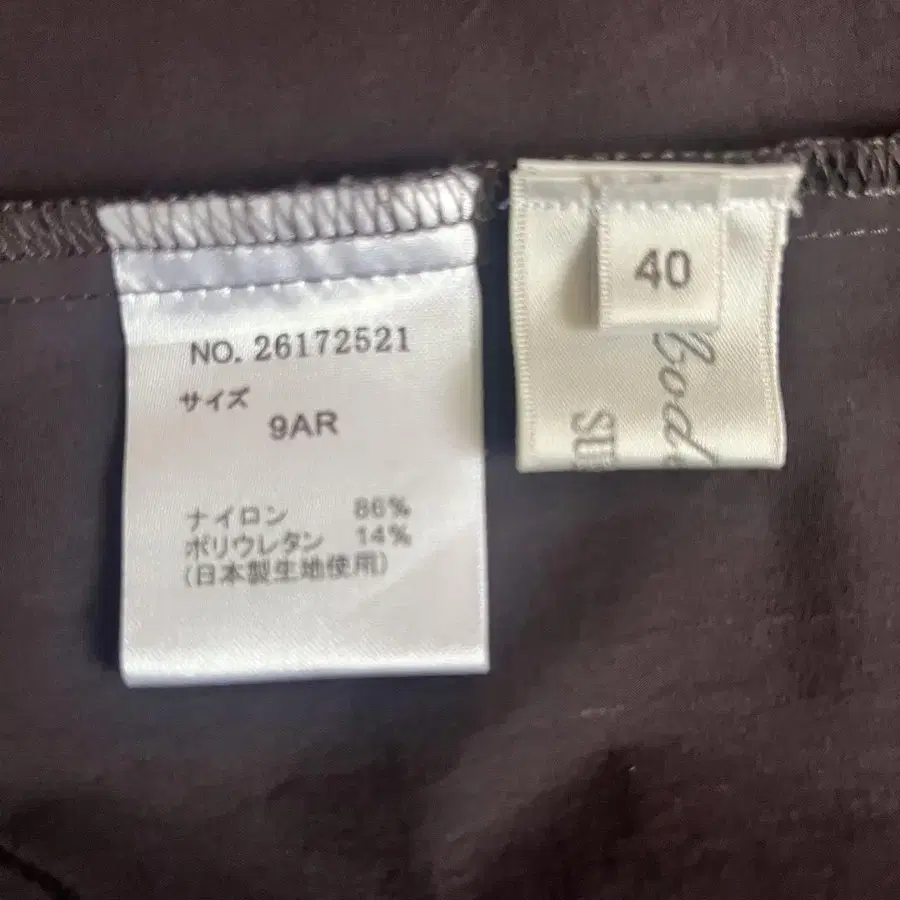 NO. 26172521
サイズ
9AR
ナイロン 86%
ポリウレタン 14%
(日本製生地使用)
40